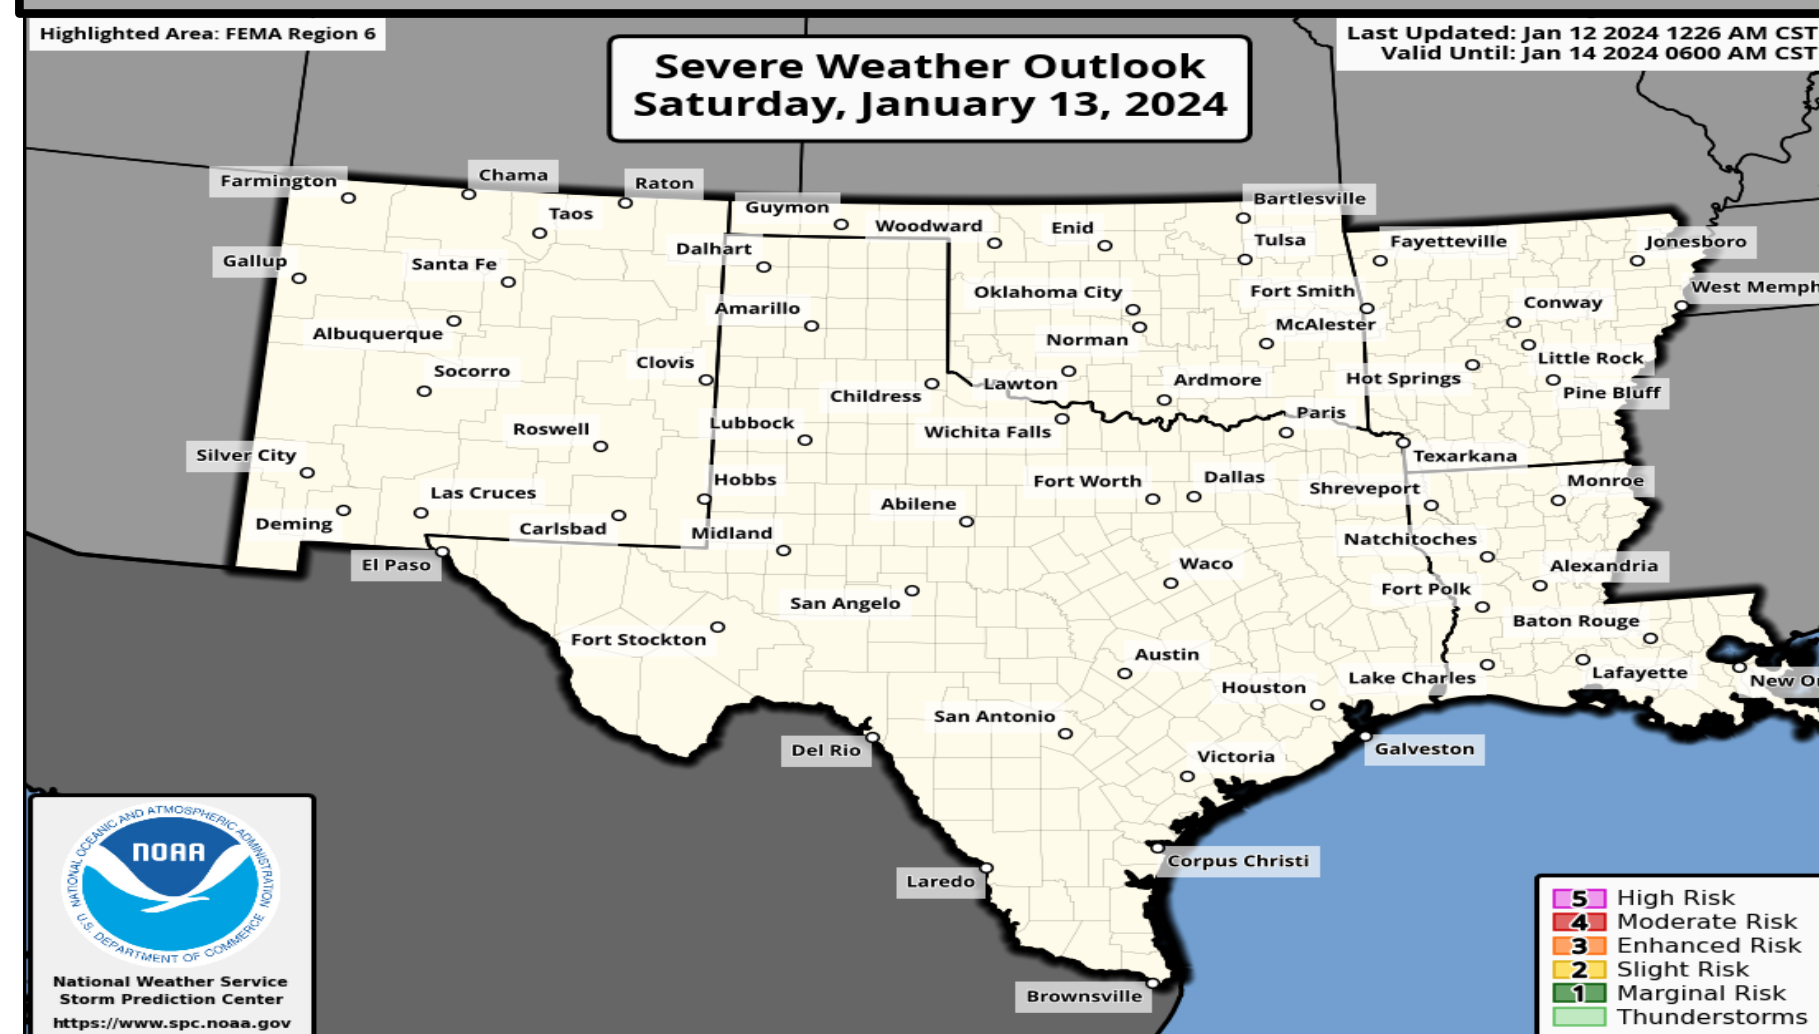 Highlighted Area: FEMA Region 6
Severe Weather Outlook
Saturday, January 13, 2024
Last Updated: Jan 12 2024 1226 AM CST
Valid Until: Jan 14 2024 0600 AM CST
Farmington
Chama
Raton
Taos
Guymon
Woodward
Enid
Bartlesville
Tulsa
Fayetteville
Jonesboro
Gallup
Santa Fe
Dalhart
Oklahoma City
Fort Smith
West Memph
Conway
Amarillo
Albuquerque
McAlester
Norman
Little Rock
Socorro
Clovis
Childress
Lawton
Ardmore
Hot Springs
Pine Bluff
Roswell
Lubbock
Wichita Falls
Paris
Texarkana
Silver City
Hobbs
Las Cruces
Abilene
Fort Worth
Dallas
Shreveport
Monroe
Deming
Carlsbad
Midland
Natchitoches
El Paso
Waco
Alexandria
San Angelo
Fort Polk
Fort Stockton
Baton Rouge
Austin
Houston
Lake Charles
Lafayette
New O
San Antonio
Del Rio
Victoria
Galveston
Corpus Christi
Laredo
Brownsville
NATIONAL OCEANIC AND ATMOSPHERIC ADMINISTRATION
NOAA
U.S. DEPARTMENT OF COMMERCE
National Weather Service
Storm Prediction Center
https://www.spc.noaa.gov
5 High Risk
4 Moderate Risk
3 Enhanced Risk
2 Slight Risk
1 Marginal Risk
Thunderstorms